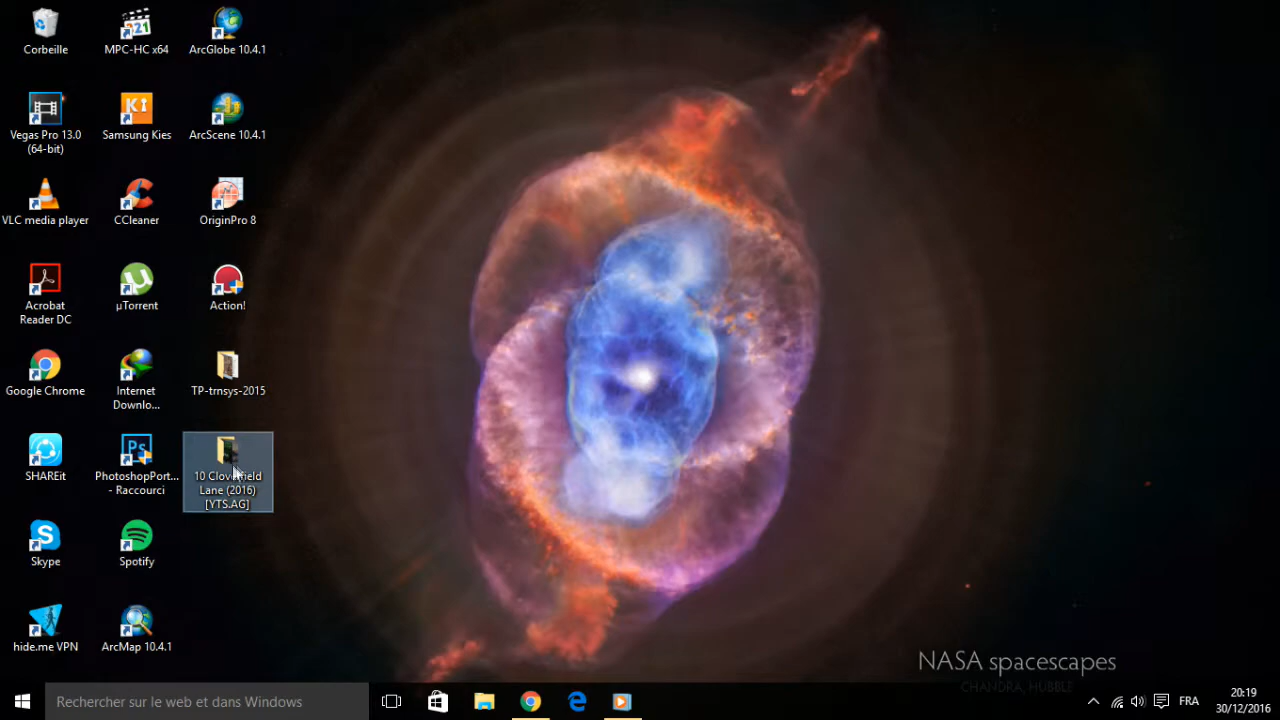 Corbeille
MPC-HC x64
ArcGlobe 10.4.1
Vegas Pro 13.0
(64-bit)
Samsung Kies
ArcScene 10.4.1
VLC media player
CCleaner
OriginPro 8
Acrobat
Reader DC
µTorrent
Action!
Google Chrome
Internet
Downlo...
TP-trnsys-2015
SHAREit
PhotoshopPort...
- Raccourci
10 Cloverfield
Lane (2016)
[YTS.AG]
Skype
Spotify
hide.me VPN
ArcMap 10.4.1
NASA spacescapes
CHANDRA, HUBBLE
Rechercher sur le web et dans Windows
FRA
20:19
30/12/2016